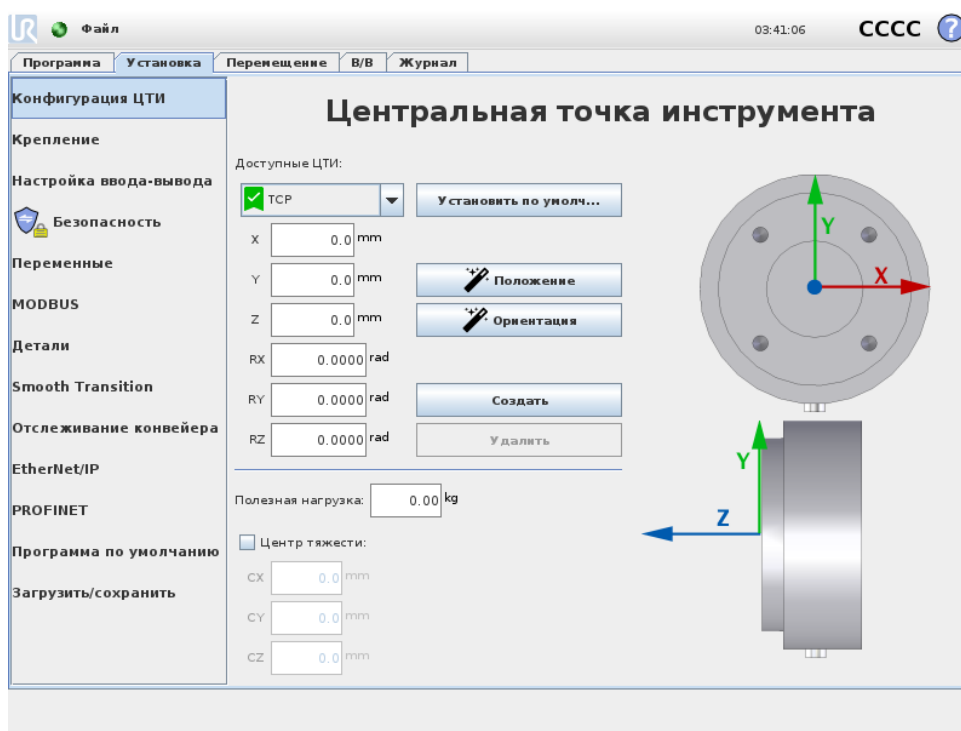 UR Файл 03:41:06 CCCC ?
Программа Установка Перемещение В/В Журнал
Конфигурация ЦТИ
Крепление
Настройка ввода-вывода
Безопасность
Переменные
MODBUS
Детали
Smooth Transition
Отслеживание конвейера
EtherNet/IP
PROFINET
Программа по умолчанию
Загрузить/сохранить
Центральная точка инструмента
Доступные ЦТИ:
TCP Установить по умолч...
X 0.0 mm
Y 0.0 mm Положение
Z 0.0 mm Ориентация
RX 0.0000 rad
RY 0.0000 rad Создать
RZ 0.0000 rad Удалить
Полезная нагрузка: 0.00 kg
Центр тяжести:
CX 0.0 mm
CY 0.0 mm
CZ 0.0 mm
Y
X
Y
Z